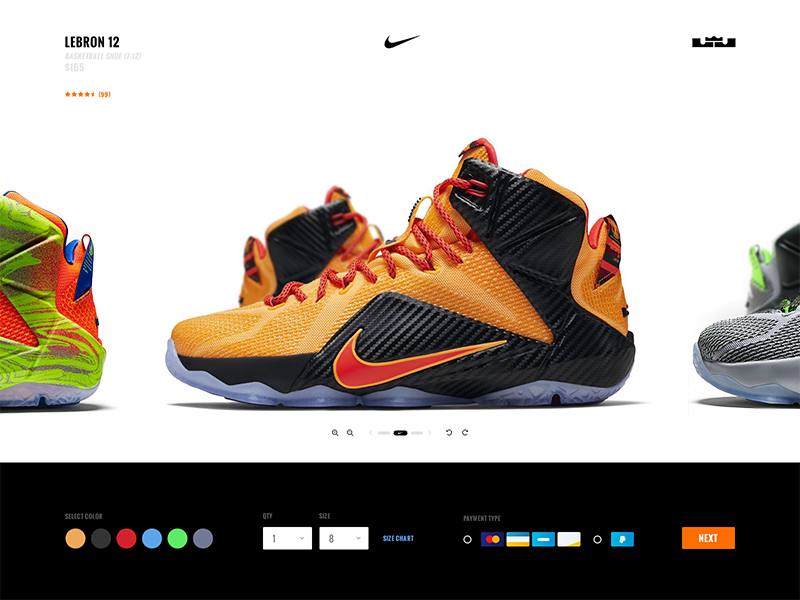 LEBRON 12
BASKETBALL SHOE (7-12)
$165
(99)
SELECT COLOR
QTY
SIZE
PAYMENT TYPE
1
8
SIZE CHART
NEXT